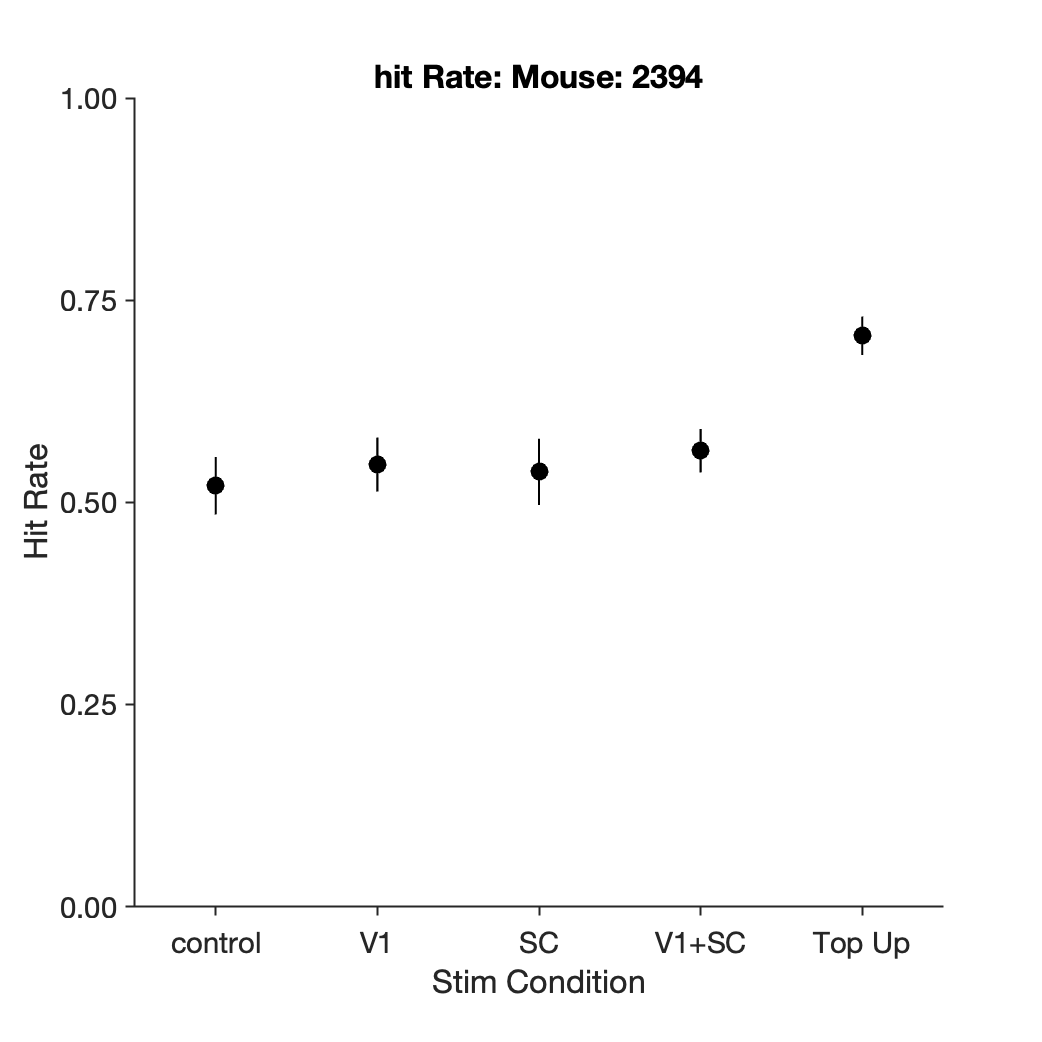 hit Rate: Mouse: 2394
1.00
0.75
0.50
0.25
0.00
Hit Rate
control V1 SC V1+SC Top Up
Stim Condition